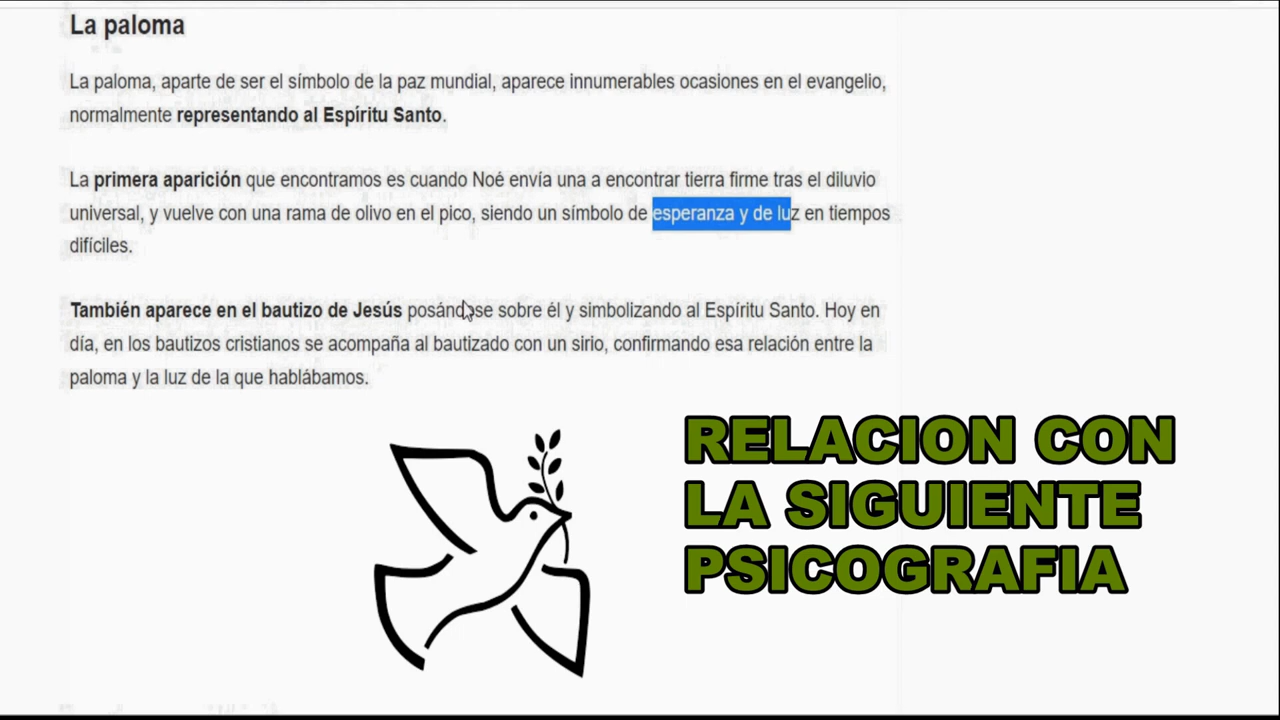 La paloma
La paloma, aparte de ser el símbolo de la paz mundial, aparece innumerables ocasiones en el evangelio,
normalmente representando al Espíritu Santo.
La primera aparición que encontramos es cuando Noé envía una a encontrar tierra firme tras el diluvio
universal, y vuelve con una rama de olivo en el pico, siendo un símbolo de esperanza y de luz en tiempos
difíciles.
También aparece en el bautizo de Jesús posándose sobre él y simbolizando al Espíritu Santo. Hoy en
día, en los bautizos cristianos se acompaña al bautizado con un sirio, confirmando esa relación entre la
paloma y la luz de la que hablábamos.
RELACION CON
LA SIGUIENTE
PSICOGRAFIA